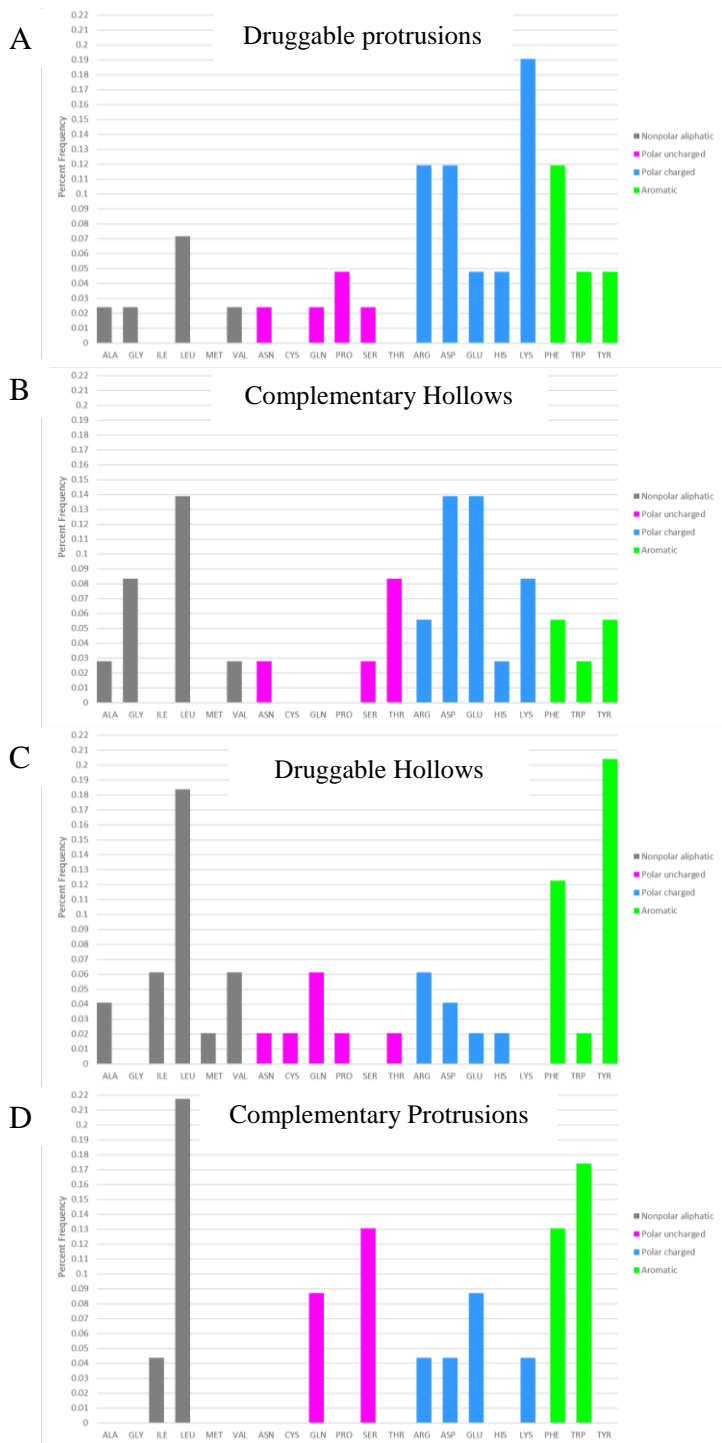 A
Druggable protrusions
Percent Frequency
0.22
0.21
0.2
0.19
0.18
0.17
0.16
0.15
0.14
0.13
0.12
0.11
0.1
0.09
0.08
0.07
0.06
0.05
0.04
0.03
0.02
0.01
0
ALA GLY ILE LEU MET VAL ASN CYS GLN PRO SER THR ARG ASP GLU HIS LYS PHE TRP TYR
Nonpolar aliphatic
Polar uncharged
Polar charged
Aromatic
B
Complementary Hollows
Percent Frequency
0.22
0.21
0.2
0.19
0.18
0.17
0.16
0.15
0.14
0.13
0.12
0.11
0.1
0.09
0.08
0.07
0.06
0.05
0.04
0.03
0.02
0.01
0
ALA GLY ILE LEU MET VAL ASN CYS GLN PRO SER THR ARG ASP GLU HIS LYS PHE TRP TYR
Nonpolar aliphatic
Polar uncharged
Polar charged
Aromatic
C
Druggable Hollows
Percent Frequency
0.22
0.21
0.2
0.19
0.18
0.17
0.16
0.15
0.14
0.13
0.12
0.11
0.1
0.09
0.08
0.07
0.06
0.05
0.04
0.03
0.02
0.01
0
ALA GLY ILE LEU MET VAL ASN CYS GLN PRO SER THR ARG ASP GLU HIS LYS PHE TRP TYR
Nonpolar aliphatic
Polar uncharged
Polar charged
Aromatic
D
Complementary Protrusions
Percent Frequency
0.22
0.21
0.2
0.19
0.18
0.17
0.16
0.15
0.14
0.13
0.12
0.11
0.1
0.09
0.08
0.07
0.06
0.05
0.04
0.03
0.02
0.01
0
ALA GLY ILE LEU MET VAL ASN CYS GLN PRO SER THR ARG ASP GLU HIS LYS PHE TRP TYR
Nonpolar aliphatic
Polar uncharged
Polar charged
Aromatic